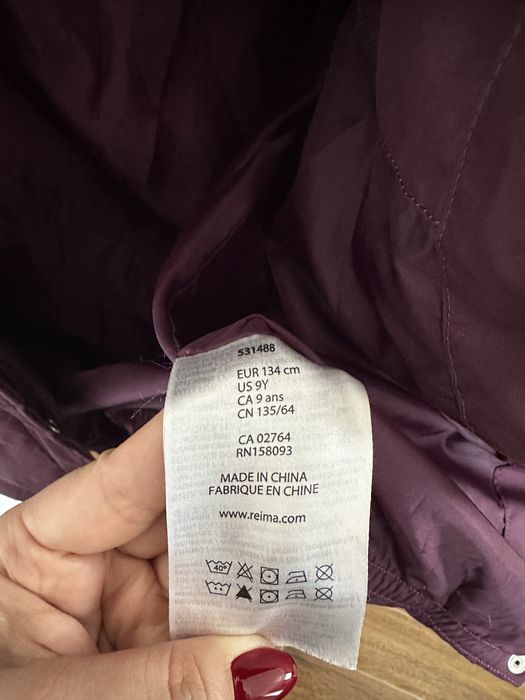 531488
EUR 134 cm
US 9Y
CA 9 ans
CN 135/64
CA 02764
RN158093
MADE IN CHINA
FABRIQUE EN CHINE
www.reima.com
40°